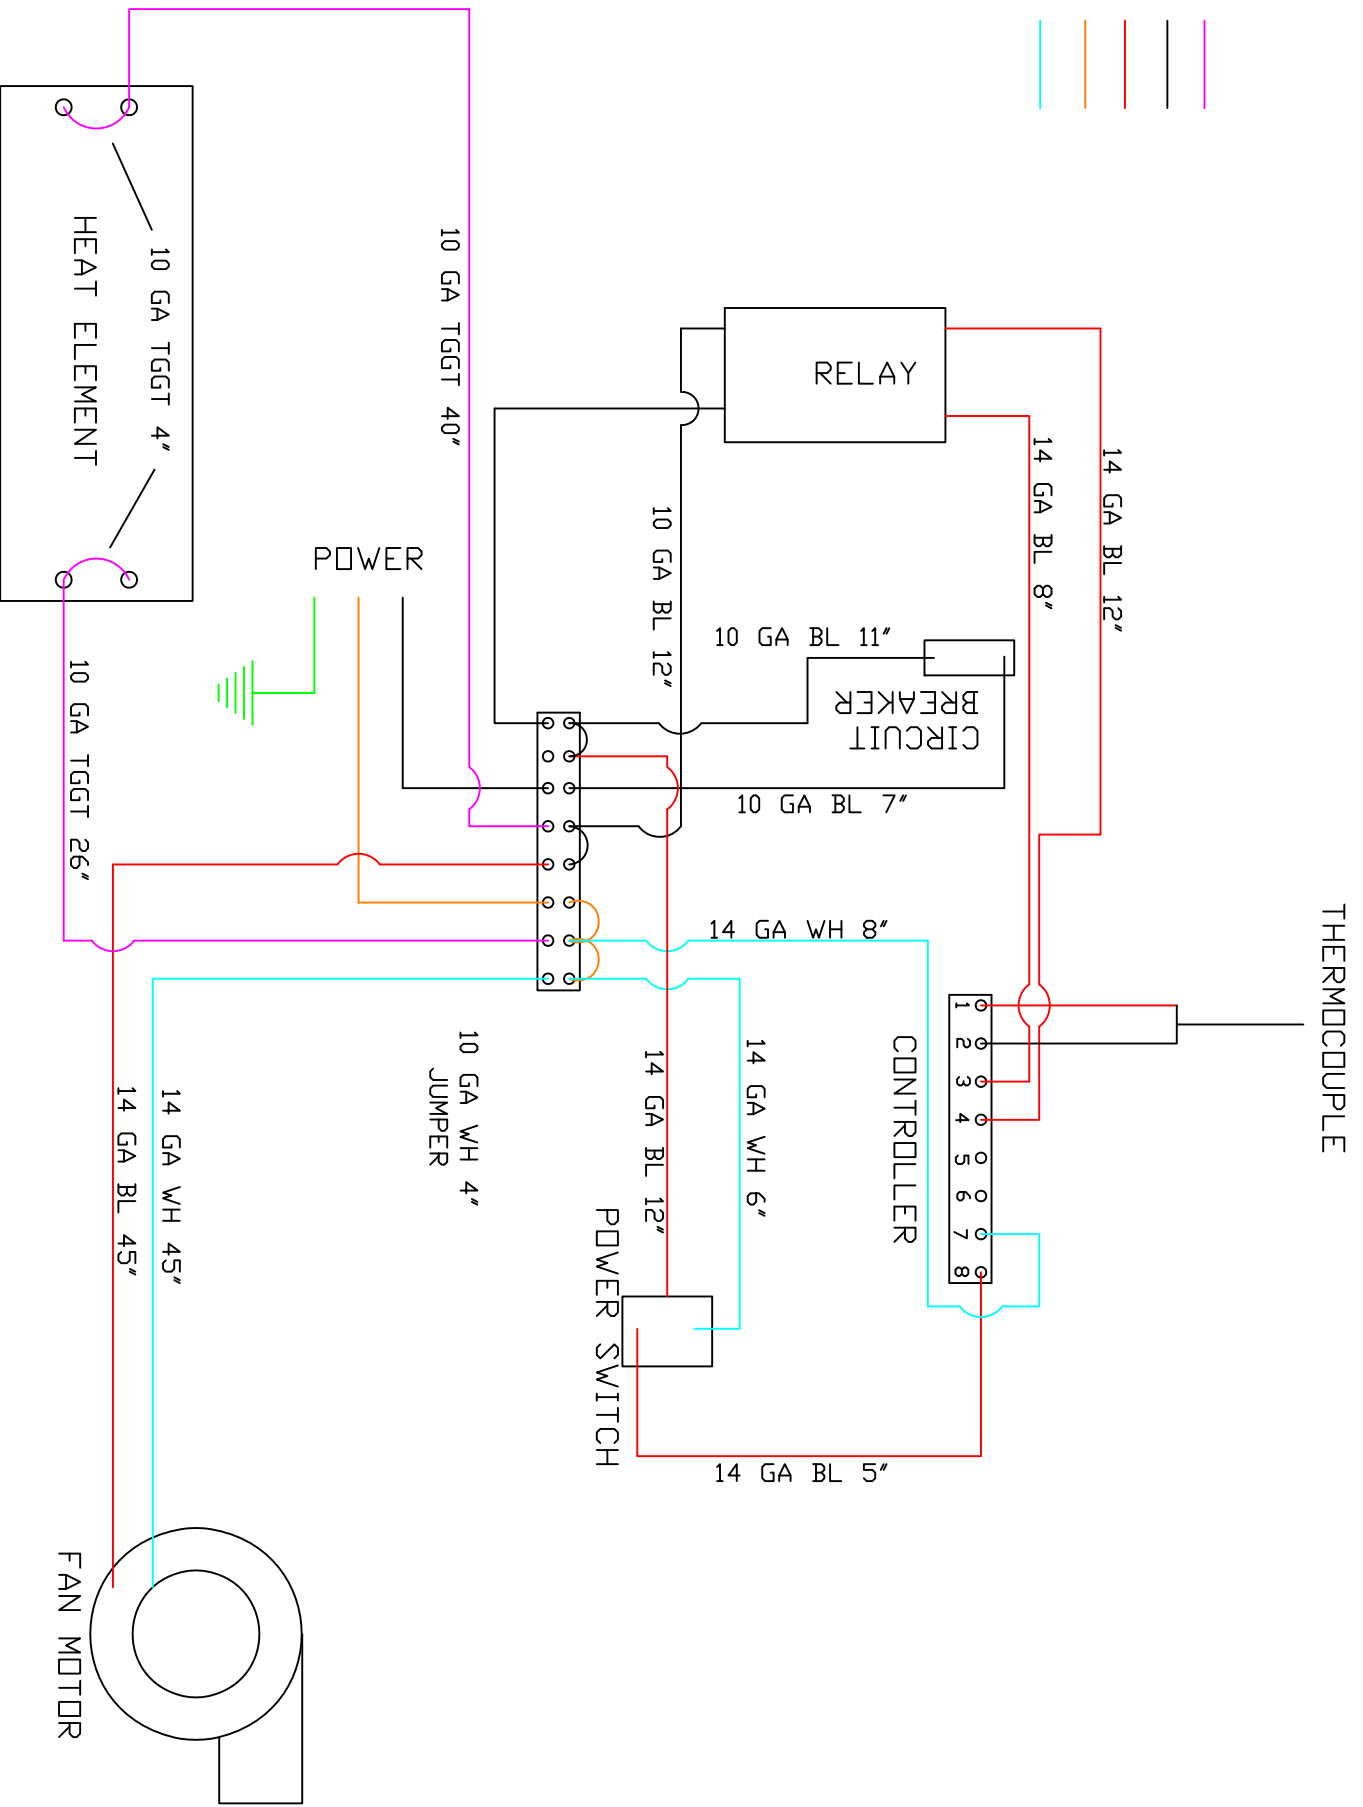 THERMOCOUPLE
14 GA BL 12"
14 GA BL 8"
RELAY
CIRCUIT
BREAKER
10 GA BL 11"
10 GA BL 7"
10 GA BL 12"
1
2
3
4
5
6
7
8
CONTROLLER
14 GA WH 8"
14 GA WH 6"
14 GA BL 12"
POWER SWITCH
14 GA BL 5"
10 GA TGGT 40"
POWER
10 GA WH 4"
JUMPER
10 GA TGGT 4"
HEAT ELEMENT
10 GA TGGT 26"
14 GA WH 45"
14 GA BL 45"
FAN MOTOR